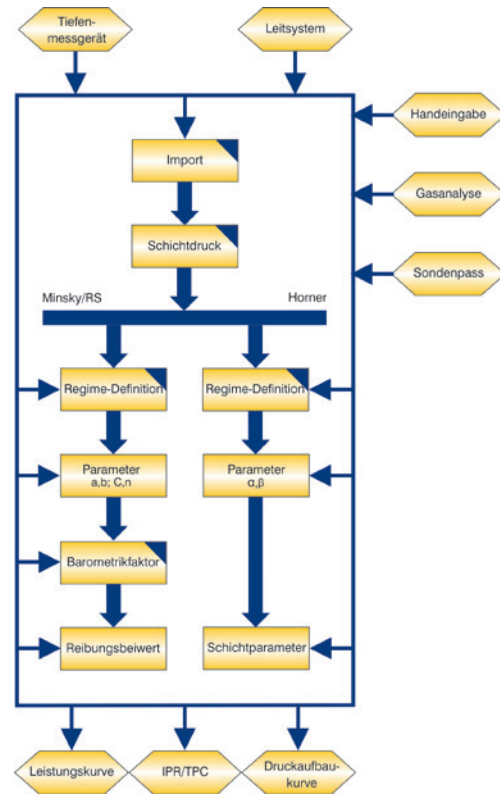 Tiefen-
messgerät
Leitsystem
Handeingabe
Import
Gasanalyse
Schichtdruck
Sondenpass
Minsky/RS
Horner
Regime-Definition
Regime-Definition
Parameter
a,b; C,n
Parameter
α,β
Barometrikfaktor
Reibungsbeiwert
Schichtparameter
Leistungskurve
IPR/TPC
Druckaufbau-
kurve